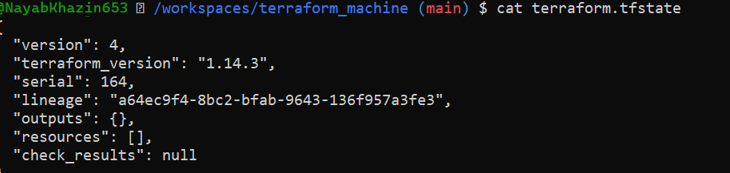 @NayabKhazin653 /workspaces/terraform_machine (main) $ cat terraform.tfstate
{
  "version": 4,
  "terraform_version": "1.14.3",
  "serial": 164,
  "lineage": "a64ec9f4-8bc2-bfab-9643-136f957a3fe3",
  "outputs": {},
  "resources": [],
  "check_results": null